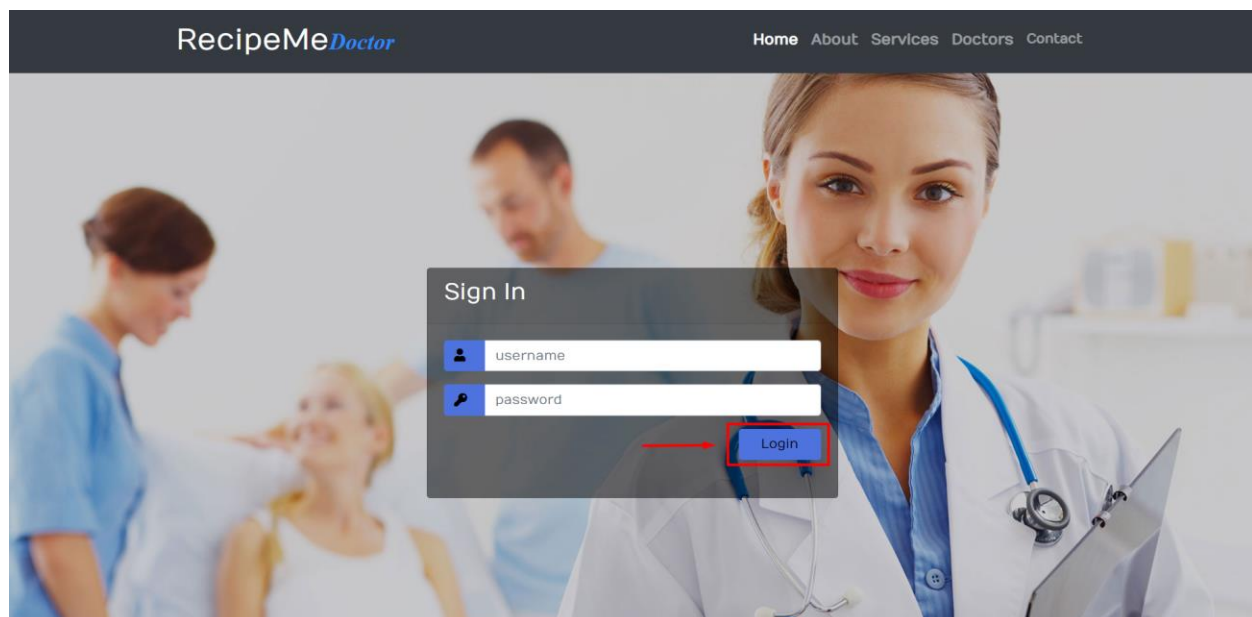 RecipeMeDoctor
Home About Services Doctors Contact
Sign In
username
password
Login